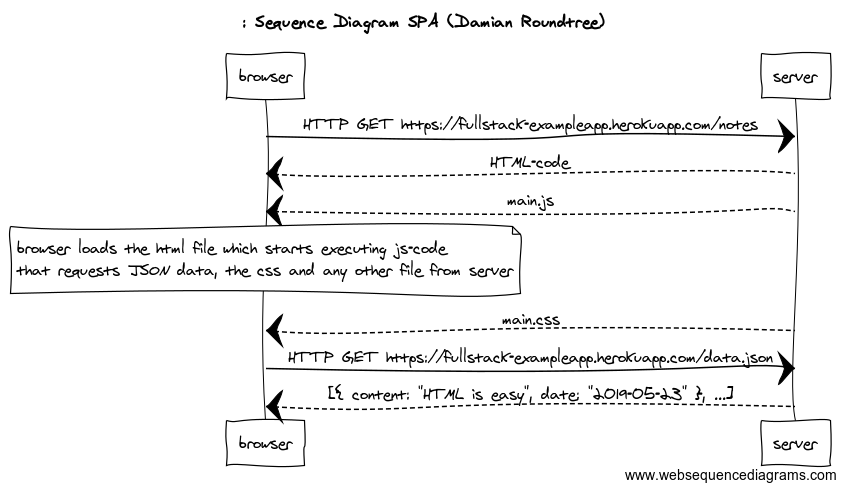 : Sequence Diagram SPA (Damian Roundtree)
browser
server
HTTP GET https://fullstack-exampleapp.herokuapp.com/notes
HTML-code
main.js
browser loads the html file which starts executing js-code
that requests JSON data, the css and any other file from server
main.css
HTTP GET https://fullstack-exampleapp.herokuapp.com/data.json
[{ content: "HTML is easy", date: "2019-05-23" }, ...]
browser
server
www.websequencediagrams.com